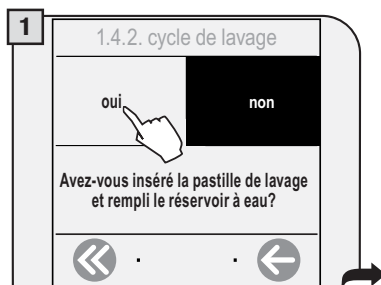 1
1.4.2. cycle de lavage
oui non
Avez-vous inséré la pastille de lavage
et rempli le réservoir à eau?